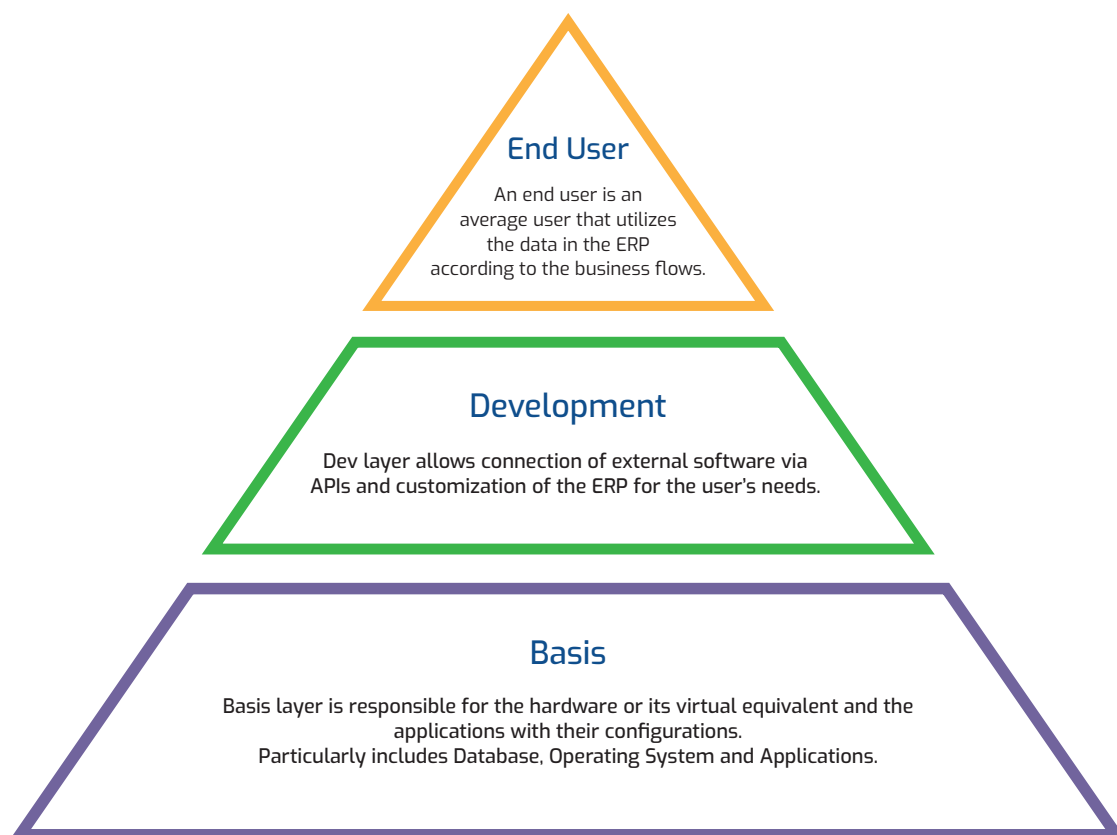 End User
An end user is an
average user that utilizes
the data in the ERP
according to the business flows.
Development
Dev layer allows connection of external software via
APIs and customization of the ERP for the user's needs.
Basis
Basis layer is responsible for the hardware or its virtual equivalent and the
applications with their configurations.
Particularly includes Database, Operating System and Applications.